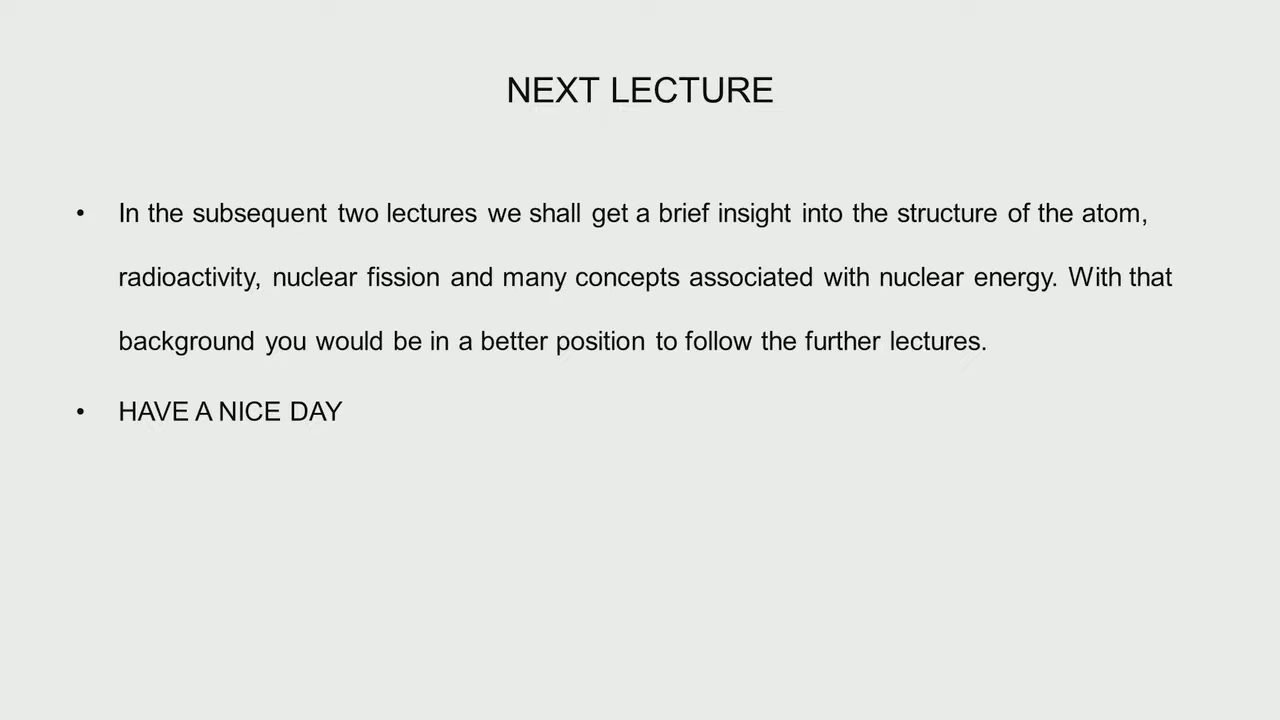 NEXT LECTURE
• In the subsequent two lectures we shall get a brief insight into the structure of the atom,
radioactivity, nuclear fission and many concepts associated with nuclear energy. With that
background you would be in a better position to follow the further lectures.
• HAVE A NICE DAY